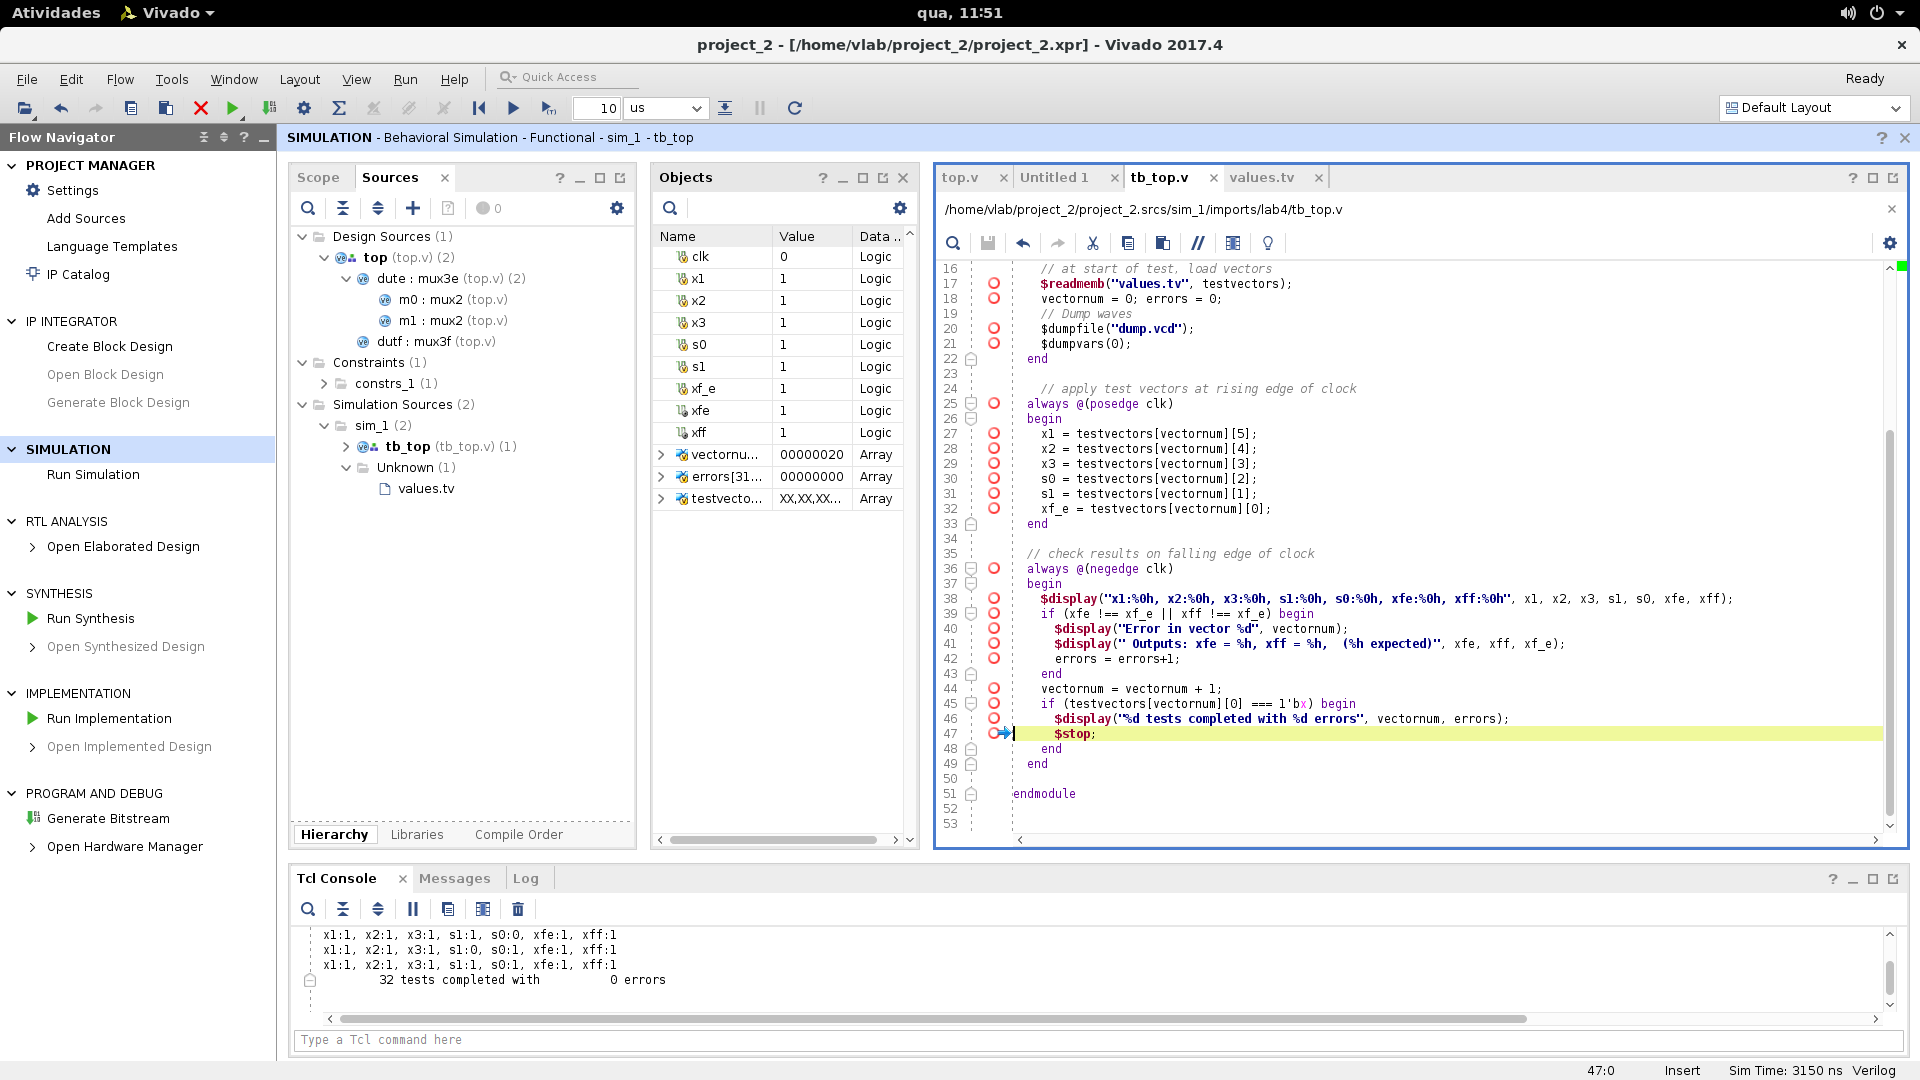 Atividades
Vivado
qua, 11:51
project_2 - [/home/vlab/project_2/project_2.xpr] - Vivado 2017.4
File Edit Flow Tools Window Layout View Run Help
Quick Access
Ready
10 us
Default Layout
Flow Navigator
PROJECT MANAGER
Settings
Add Sources
Language Templates
IP Catalog
IP INTEGRATOR
Create Block Design
Open Block Design
Generate Block Design
SIMULATION
Run Simulation
RTL ANALYSIS
Open Elaborated Design
SYNTHESIS
Run Synthesis
Open Synthesized Design
IMPLEMENTATION
Run Implementation
Open Implemented Design
PROGRAM AND DEBUG
Generate Bitstream
Open Hardware Manager
SIMULATION - Behavioral Simulation - Functional - sim_1 - tb_top
Scope Sources
0
Design Sources (1)
top (top.v) (2)
dute : mux3e (top.v) (2)
m0 : mux2 (top.v)
m1 : mux2 (top.v)
dutf : mux3f (top.v)
Constraints (1)
constrs_1 (1)
Simulation Sources (2)
sim_1 (2)
tb_top (tb_top.v) (1)
Unknown (1)
values.tv
Hierarchy Libraries Compile Order
Objects
Name Value Data ..
clk 0 Logic
x1 1 Logic
x2 1 Logic
x3 1 Logic
s0 1 Logic
s1 1 Logic
xf_e 1 Logic
xfe 1 Logic
xff 1 Logic
vectornu... 00000020 Array
errors[31... 00000000 Array
testvecto... XX,XX,XX... Array
top.v Untitled 1 tb_top.v values.tv
/home/vlab/project_2/project_2.srcs/sim_1/imports/lab4/tb_top.v
16 // at start of test, load vectors
17 $readmemb("values.tv", testvectors);
18 vectornum = 0; errors = 0;
19 // Dump waves
20 $dumpfile("dump.vcd");
21 $dumpvars(0);
22 end
23
24 // apply test vectors at rising edge of clock
25 always @(posedge clk)
26 begin
27 x1 = testvectors[vectornum][5];
28 x2 = testvectors[vectornum][4];
29 x3 = testvectors[vectornum][3];
30 s0 = testvectors[vectornum][2];
31 s1 = testvectors[vectornum][1];
32 xf_e = testvectors[vectornum][0];
33 end
34
35 // check results on falling edge of clock
36 always @(negedge clk)
37 begin
38 $display("x1:%0h, x2:%0h, x3:%0h, s1:%0h, s0:%0h, xfe:%0h, xff:%0h", x1, x2, x3, s1, s0, xfe, xff);
39 if (xfe !== xf_e || xff !== xf_e) begin
40 $display("Error in vector %d", vectornum);
41 $display(" Outputs: xfe = %h, xff = %h,  (%h expected)", xfe, xff, xf_e);
42 errors = errors+1;
43 end
44 vectornum = vectornum + 1;
45 if (testvectors[vectornum][0] === 1'bx) begin
46 $display("%d tests completed with %d errors", vectornum, errors);
47 $stop;
48 end
49 end
50
51 endmodule
52
53
Tcl Console Messages Log
x1:1, x2:1, x3:1, s1:1, s0:0, xfe:1, xff:1
x1:1, x2:1, x3:1, s1:0, s0:1, xfe:1, xff:1
x1:1, x2:1, x3:1, s1:1, s0:1, xfe:1, xff:1
32 tests completed with 0 errors
Type a Tcl command here
47:0 Insert Sim Time: 3150 ns Verilog